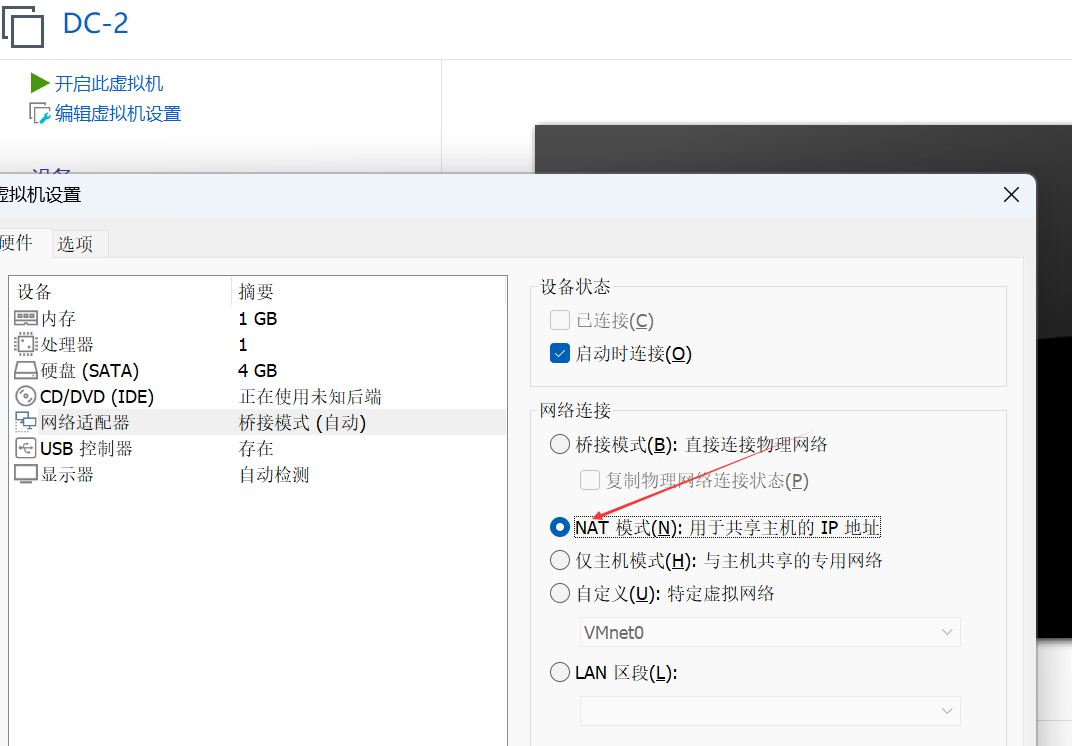 DC-2
开启此虚拟机
编辑虚拟机设置
设备
虚拟机设置
硬件 选项
设备 摘要
内存 1 GB
处理器 1
硬盘 (SATA) 4 GB
CD/DVD (IDE) 正在使用未知后端
网络适配器 桥接模式 (自动)
USB 控制器 存在
显示器 自动检测
设备状态
已连接(C)
启动时连接(O)
网络连接
桥接模式(B): 直接连接物理网络
复制物理网络连接状态(P)
NAT 模式(N): 用于共享主机的 IP 地址
仅主机模式(H): 与主机共享的专用网络
自定义(U): 特定虚拟网络
VMnet0
LAN 区段(L):